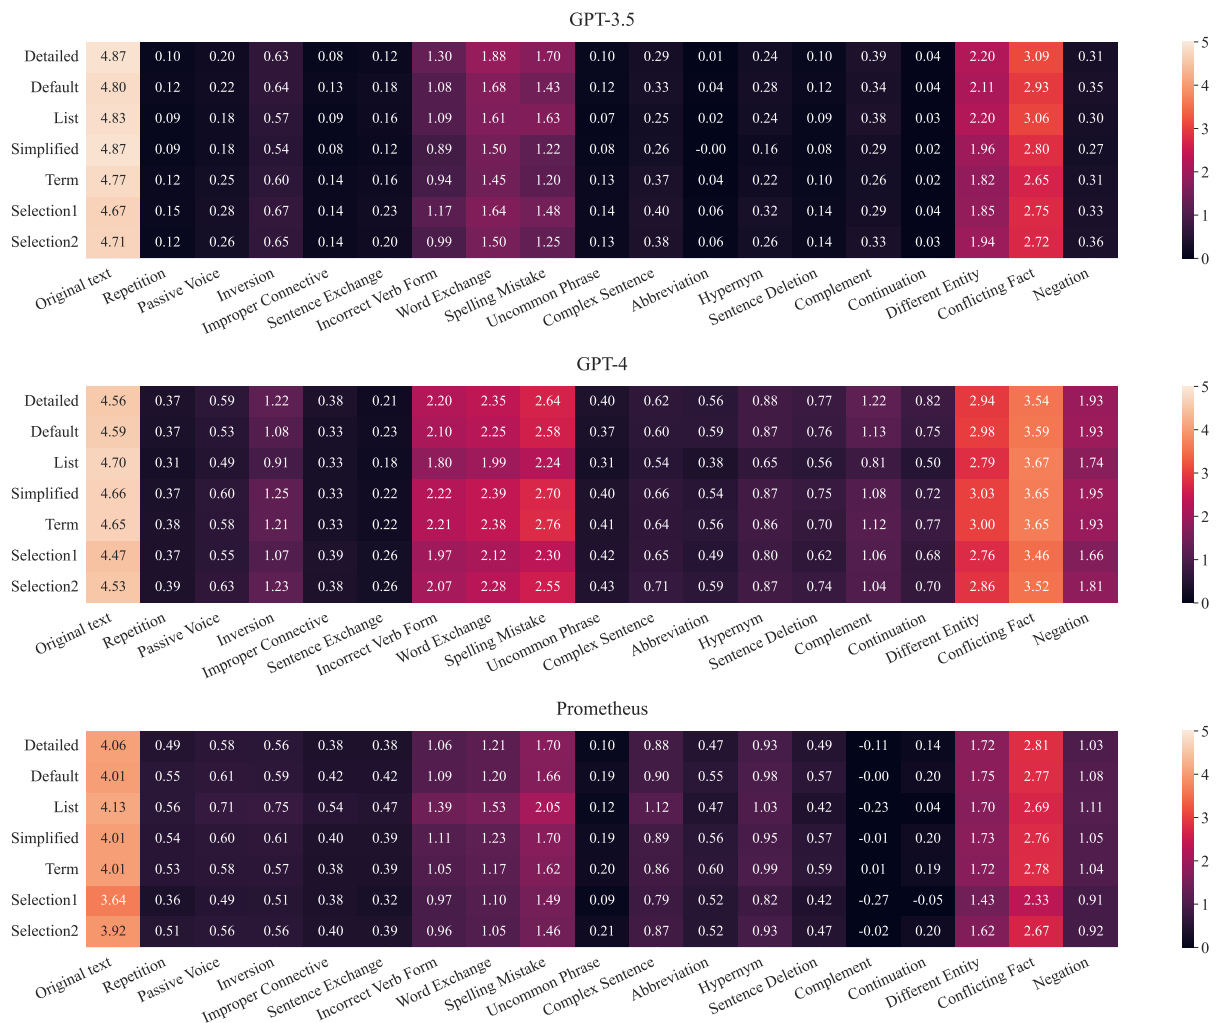 GPT-3.5
Detailed 4.87 0.10 0.20 0.63 0.08 0.12 1.30 1.88 1.70 0.10 0.29 0.01 0.24 0.10 0.39 0.04 2.20 3.09 0.31
Default 4.80 0.12 0.22 0.64 0.13 0.18 1.08 1.68 1.43 0.12 0.33 0.04 0.28 0.12 0.34 0.04 2.11 2.93 0.35
List 4.83 0.09 0.18 0.57 0.09 0.16 1.09 1.61 1.63 0.07 0.25 0.02 0.24 0.09 0.38 0.03 2.20 3.06 0.30
Simplified 4.87 0.09 0.18 0.54 0.08 0.12 0.89 1.50 1.22 0.08 0.26 -0.00 0.16 0.08 0.29 0.02 1.96 2.80 0.27
Term 4.77 0.12 0.25 0.60 0.14 0.16 0.94 1.45 1.20 0.13 0.37 0.04 0.22 0.10 0.26 0.02 1.82 2.65 0.31
Selection1 4.67 0.15 0.28 0.67 0.14 0.23 1.17 1.64 1.48 0.14 0.40 0.06 0.32 0.14 0.29 0.04 1.85 2.75 0.33
Selection2 4.71 0.12 0.26 0.65 0.14 0.20 0.99 1.50 1.25 0.13 0.38 0.06 0.26 0.14 0.33 0.03 1.94 2.72 0.36
Original text Repetition Passive Voice Inversion Improper Connective Sentence Exchange Incorrect Verb Form Word Exchange Spelling Mistake Uncommon Phrase Complex Sentence Abbreviation Hypernym Sentence Deletion Complement Continuation Different Entity Conflicting Fact Negation
5
4
3
2
1
0
GPT-4
Detailed 4.56 0.37 0.59 1.22 0.38 0.21 2.20 2.35 2.64 0.40 0.62 0.56 0.88 0.77 1.22 0.82 2.94 3.54 1.93
Default 4.59 0.37 0.53 1.08 0.33 0.23 2.10 2.25 2.58 0.37 0.60 0.59 0.87 0.76 1.13 0.75 2.98 3.59 1.93
List 4.70 0.31 0.49 0.91 0.33 0.18 1.80 1.99 2.24 0.31 0.54 0.38 0.65 0.56 0.81 0.50 2.79 3.67 1.74
Simplified 4.66 0.37 0.60 1.25 0.33 0.22 2.22 2.39 2.70 0.40 0.66 0.54 0.87 0.75 1.08 0.72 3.03 3.65 1.95
Term 4.65 0.38 0.58 1.21 0.33 0.22 2.21 2.38 2.76 0.41 0.64 0.56 0.86 0.70 1.12 0.77 3.00 3.65 1.93
Selection1 4.47 0.37 0.55 1.07 0.39 0.26 1.97 2.12 2.30 0.42 0.65 0.49 0.80 0.62 1.06 0.68 2.76 3.46 1.66
Selection2 4.53 0.39 0.63 1.23 0.38 0.26 2.07 2.28 2.55 0.43 0.71 0.59 0.87 0.74 1.04 0.70 2.86 3.52 1.81
Original text Repetition Passive Voice Inversion Improper Connective Sentence Exchange Incorrect Verb Form Word Exchange Spelling Mistake Uncommon Phrase Complex Sentence Abbreviation Hypernym Sentence Deletion Complement Continuation Different Entity Conflicting Fact Negation
5
4
3
2
1
0
Prometheus
Detailed 4.06 0.49 0.58 0.56 0.38 0.38 1.06 1.21 1.70 0.10 0.88 0.47 0.93 0.49 -0.11 0.14 1.72 2.81 1.03
Default 4.01 0.55 0.61 0.59 0.42 0.42 1.09 1.20 1.66 0.19 0.90 0.55 0.98 0.57 -0.00 0.20 1.75 2.77 1.08
List 4.13 0.56 0.71 0.75 0.54 0.47 1.39 1.53 2.05 0.12 1.12 0.47 1.03 0.42 -0.23 0.04 1.70 2.69 1.11
Simplified 4.01 0.54 0.60 0.61 0.40 0.39 1.11 1.23 1.70 0.19 0.89 0.56 0.95 0.57 -0.01 0.20 1.73 2.76 1.05
Term 4.01 0.53 0.58 0.57 0.38 0.39 1.05 1.17 1.62 0.20 0.86 0.60 0.99 0.59 0.01 0.19 1.72 2.78 1.04
Selection1 3.64 0.36 0.49 0.51 0.38 0.32 0.97 1.10 1.49 0.09 0.79 0.52 0.82 0.42 -0.27 -0.05 1.43 2.33 0.91
Selection2 3.92 0.51 0.56 0.56 0.40 0.39 0.96 1.05 1.46 0.21 0.87 0.52 0.93 0.47 -0.02 0.20 1.62 2.67 0.92
Original text Repetition Passive Voice Inversion Improper Connective Sentence Exchange Incorrect Verb Form Word Exchange Spelling Mistake Uncommon Phrase Complex Sentence Abbreviation Hypernym Sentence Deletion Complement Continuation Different Entity Conflicting Fact Negation
5
4
3
2
1
0